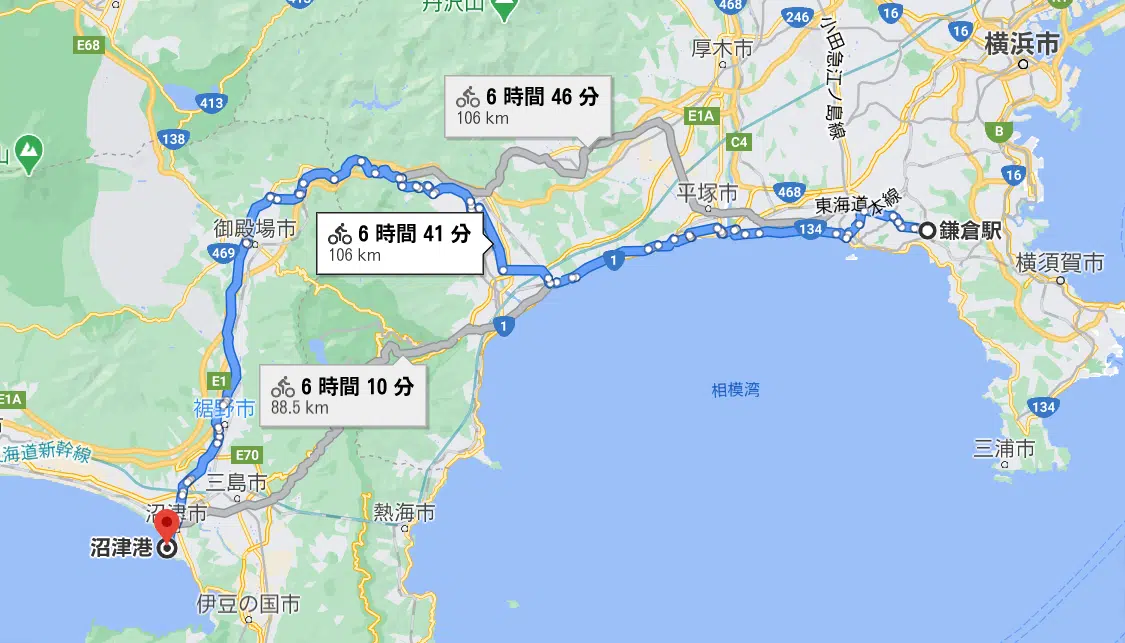 丹沢山
468
246
16
E68
16
横浜市
厚木市
小田急江ノ島線
6 時間 46 分
106 km
413
E1A
138
B
C4
山
16
468
平塚市
東海道本線
134
鎌倉駅
御殿場市
6 時間 41 分
106 km
469
1
横須賀市
1
E1
6 時間 10 分
88.5 km
相模湾
E1A
裾野市
134
海道新幹線
E70
三浦市
三島市
沼津市
熱海市
沼津港
伊豆の国市